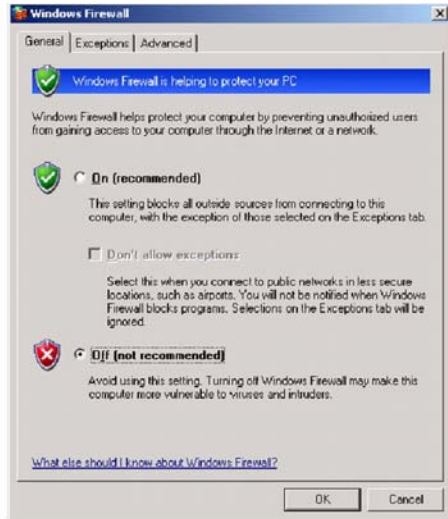 Windows Firewall
General
Exceptions
Advanced
Windows Firewall is helping to protect your PC
Windows Firewall helps protect your computer by preventing unauthorized users
from gaining access to your computer through the Internet or a network.
On (recommended)
This setting blocks all outside sources from connecting to this
computer, with the exception of those selected on the Exceptions tab.
Don't allow exceptions
Select this when you connect to public networks in less secure
locations, such as airports. You will not be notified when Windows
Firewall blocks programs. Selections on the Exceptions tab will be
ignored.
Off (not recommended)
Avoid using this setting. Turning off Windows Firewall may make this
computer more vulnerable to viruses and intruders.
What else should I know about Windows Firewall?
OK
Cancel